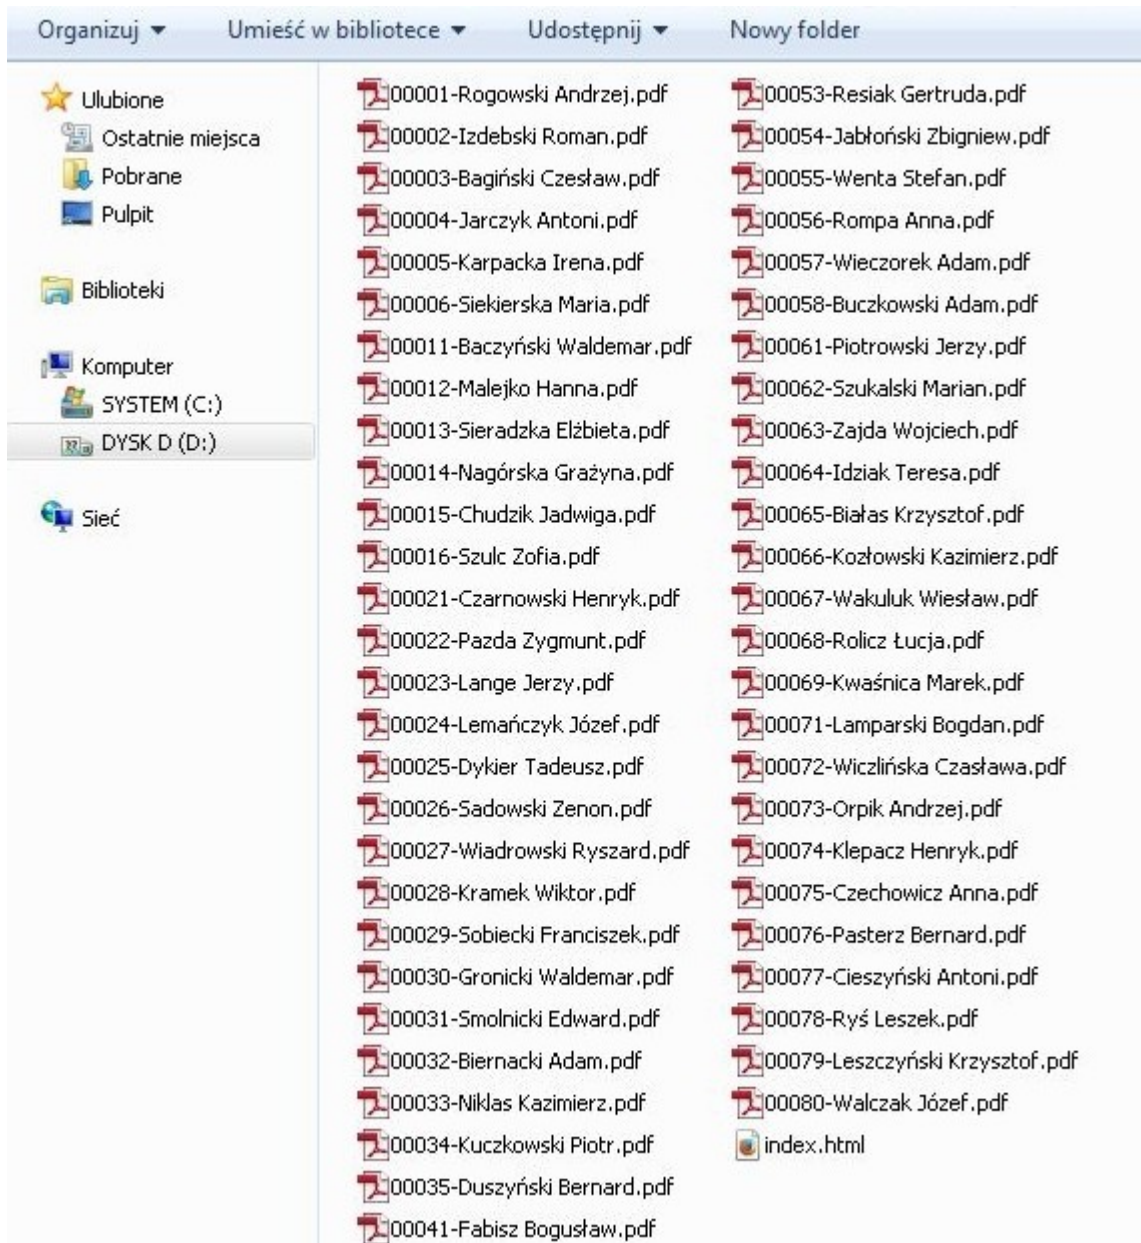 Organizuj Umieść w bibliotece Udostępnij Nowy folder
Ulubione
Ostatnie miejsca
Pobrane
Pulpit
Biblioteki
Komputer
SYSTEM (C:)
DYSK D (D:)
Sieć
00001-Rogowski Andrzej.pdf
00002-Izdebski Roman.pdf
00003-Bagiński Czesław.pdf
00004-Jarczyk Antoni.pdf
00005-Karpacka Irena.pdf
00006-Siekierska Maria.pdf
00011-Baczyński Waldemar.pdf
00012-Malejko Hanna.pdf
00013-Sieradzka Elżbieta.pdf
00014-Nagórska Grażyna.pdf
00015-Chudzik Jadwiga.pdf
00016-Szulc Zofia.pdf
00021-Czarnowski Henryk.pdf
00022-Pazda Zygmunt.pdf
00023-Lange Jerzy.pdf
00024-Lemańczyk Józef.pdf
00025-Dykier Tadeusz.pdf
00026-Sadowski Zenon.pdf
00027-Wiadrowski Ryszard.pdf
00028-Kramek Wiktor.pdf
00029-Sobiecki Franciszek.pdf
00030-Gronicki Waldemar.pdf
00031-Smolnicki Edward.pdf
00032-Biernacki Adam.pdf
00033-Niklas Kazimierz.pdf
00034-Kuczkowski Piotr.pdf
00035-Duszyński Bernard.pdf
00041-Fabisz Bogusław.pdf
00053-Resiak Gertruda.pdf
00054-Jabłoński Zbigniew.pdf
00055-Wenta Stefan.pdf
00056-Rompa Anna.pdf
00057-Wieczorek Adam.pdf
00058-Buczkowski Adam.pdf
00061-Piotrowski Jerzy.pdf
00062-Szukalski Marian.pdf
00063-Zajda Wojciech.pdf
00064-Idziak Teresa.pdf
00065-Białas Krzysztof.pdf
00066-Kozłowski Kazimierz.pdf
00067-Wakuluk Wiesław.pdf
00068-Rolicz Łucja.pdf
00069-Kwaśnica Marek.pdf
00071-Lamparski Bogdan.pdf
00072-Wiczlińska Czasława.pdf
00073-Orpik Andrzej.pdf
00074-Klepacz Henryk.pdf
00075-Czechowicz Anna.pdf
00076-Pasterz Bernard.pdf
00077-Cieszyński Antoni.pdf
00078-Ryś Leszek.pdf
00079-Leszczyński Krzysztof.pdf
00080-Walczak Józef.pdf
index.html